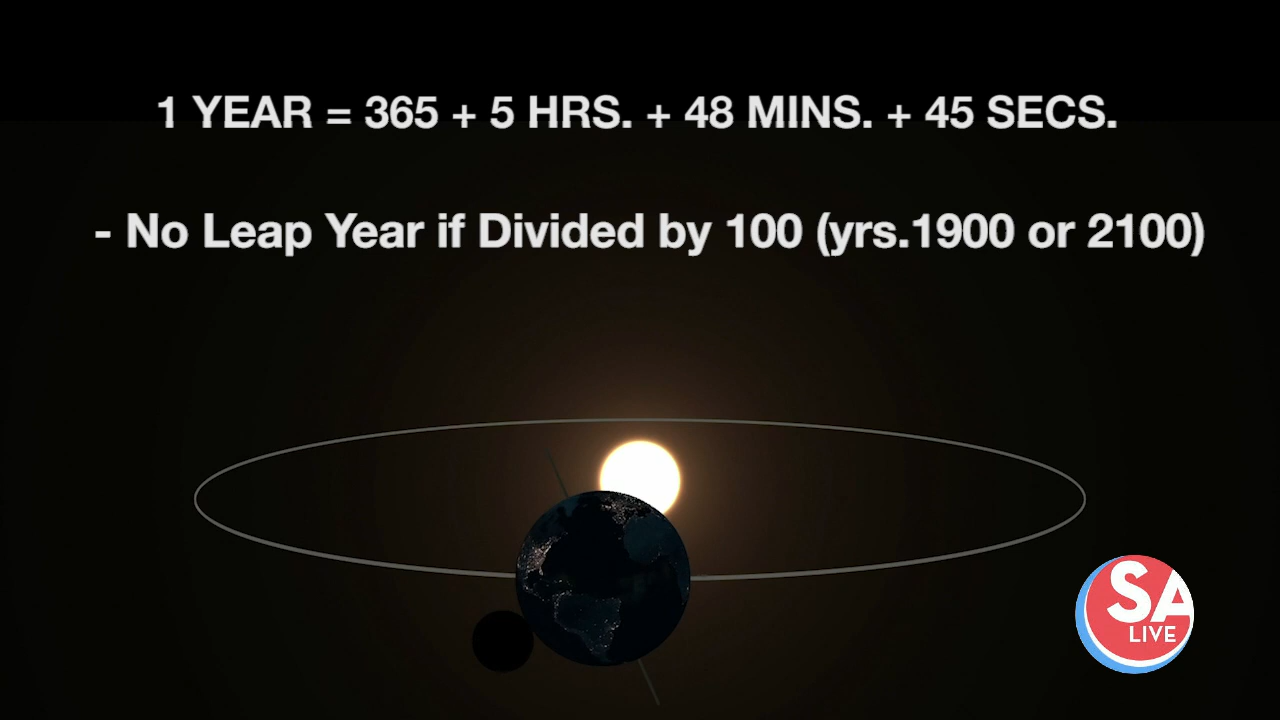 1 YEAR = 365 + 5 HRS. + 48 MINS. + 45 SECS.
- No Leap Year if Divided by 100 (yrs.1900 or 2100)
SA
LIVE